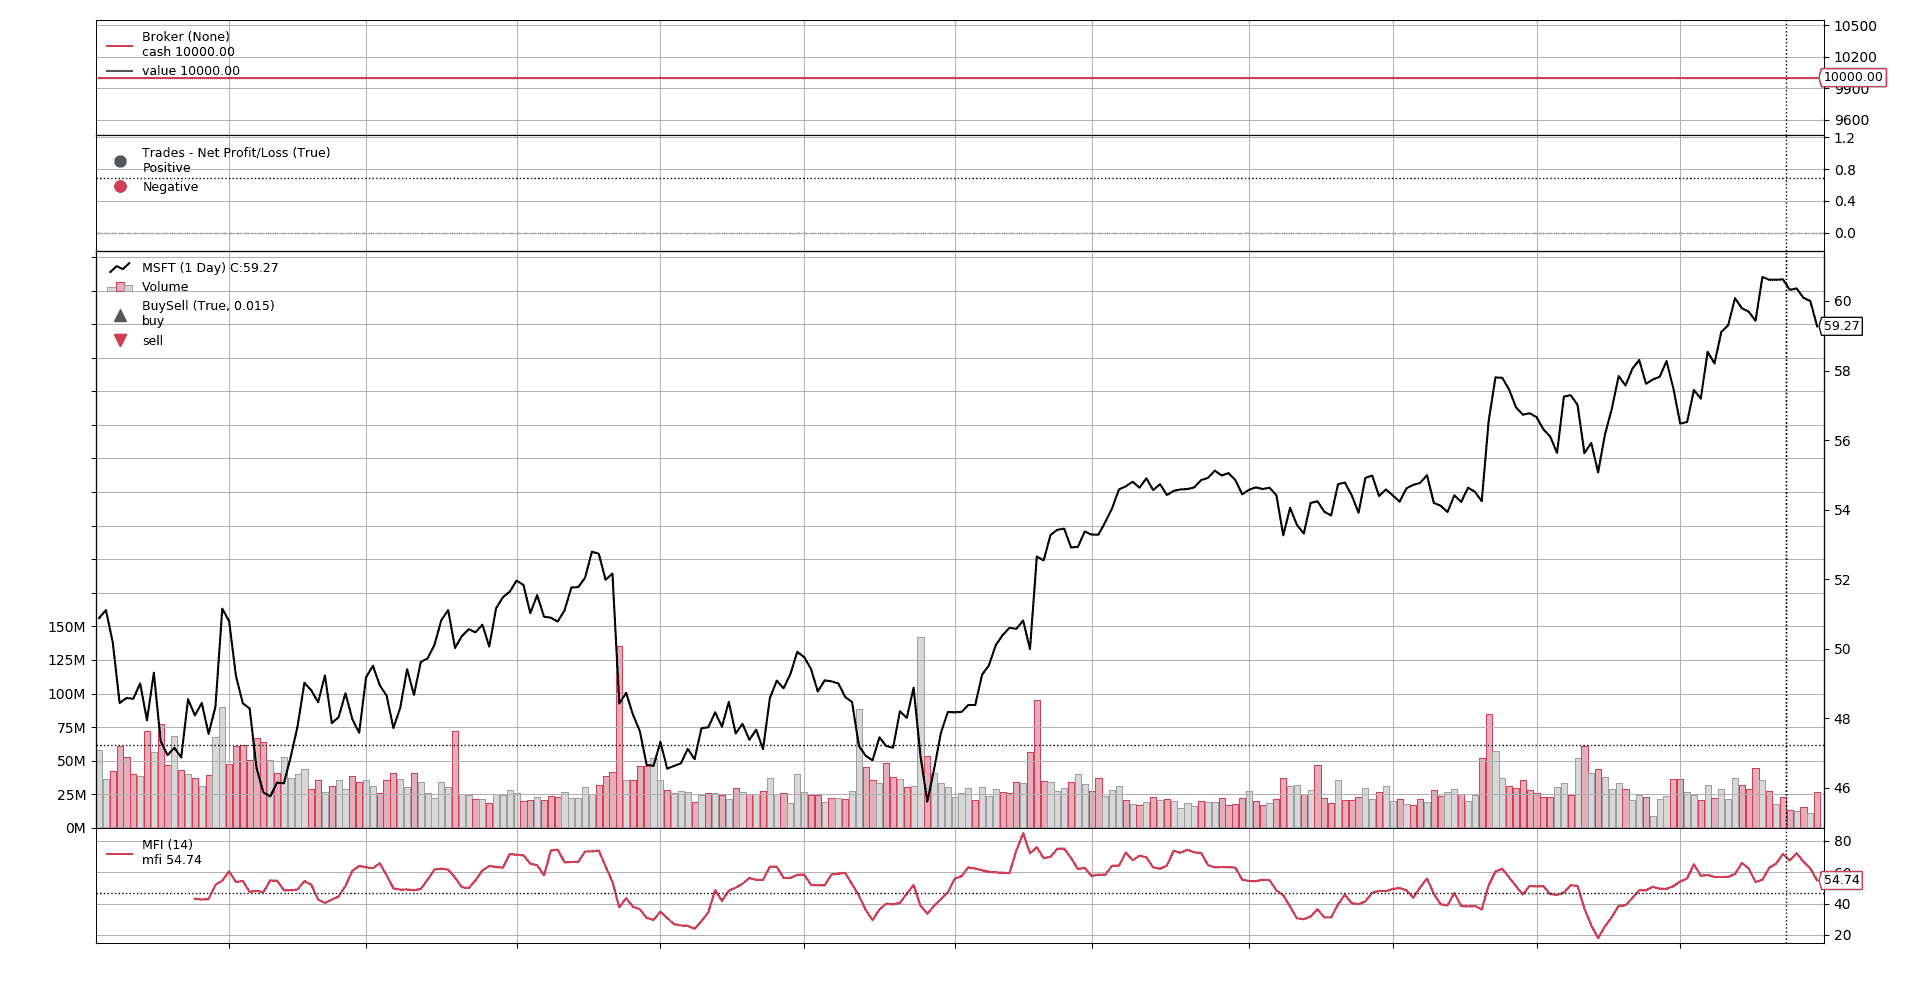 Broker (None)
cash 10000.00
value 10000.00
10500
10200
10000.00
9900
9600
Trades - Net Profit/Loss (True)
Positive
Negative
1.2
0.8
0.4
0.0
MSFT (1 Day) C:59.27
Volume
BuySell (True, 0.015)
buy
sell
60
59.27
58
56
54
52
50
48
46
150M
125M
100M
75M
50M
25M
0M
MFI (14)
mfi 54.74
80
60
54.74
40
20